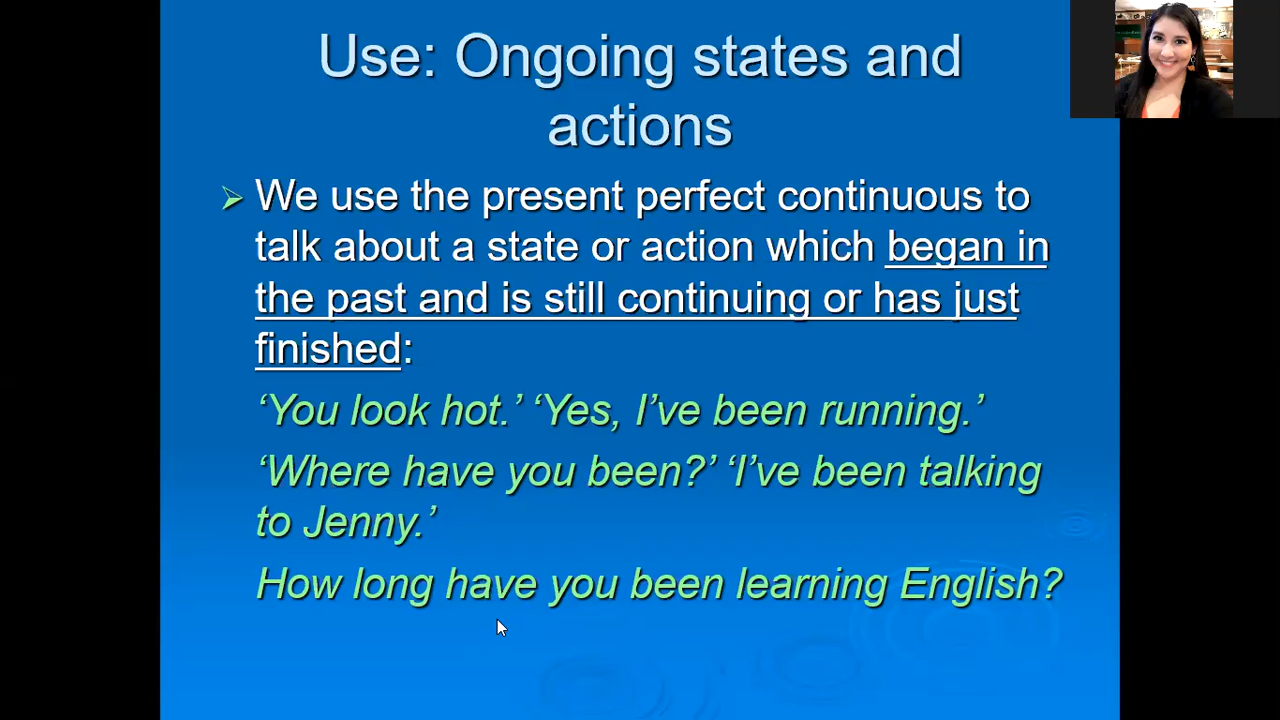 Use: Ongoing states and
actions
We use the present perfect continuous to
talk about a state or action which began in
the past and is still continuing or has just
finished:
‘You look hot.’ ‘Yes, I’ve been running.’
‘Where have you been?’ ‘I’ve been talking
to Jenny.’
How long have you been learning English?